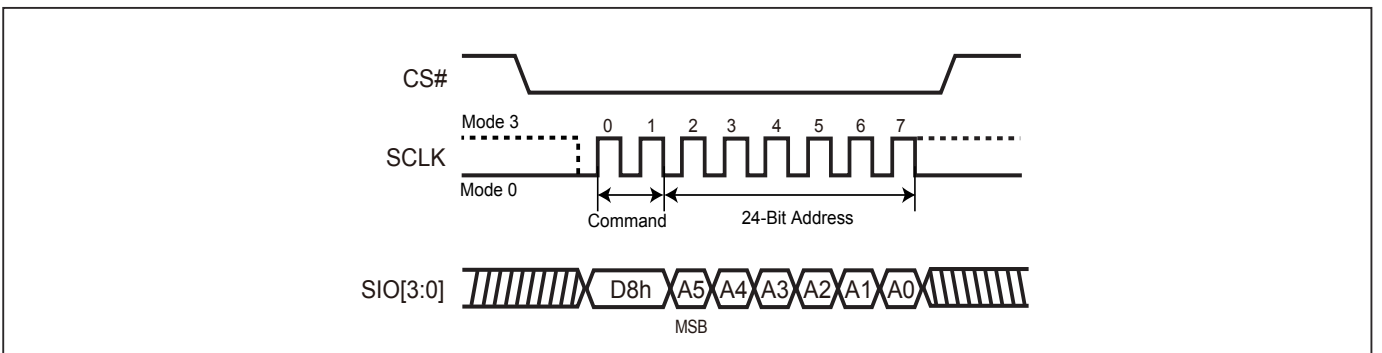 CS#
Mode 3
0 1 2 3 4 5 6 7
SCLK
Mode 0
Command
24-Bit Address
SIO[3:0]
D8h A5 A4 A3 A2 A1 A0
MSB